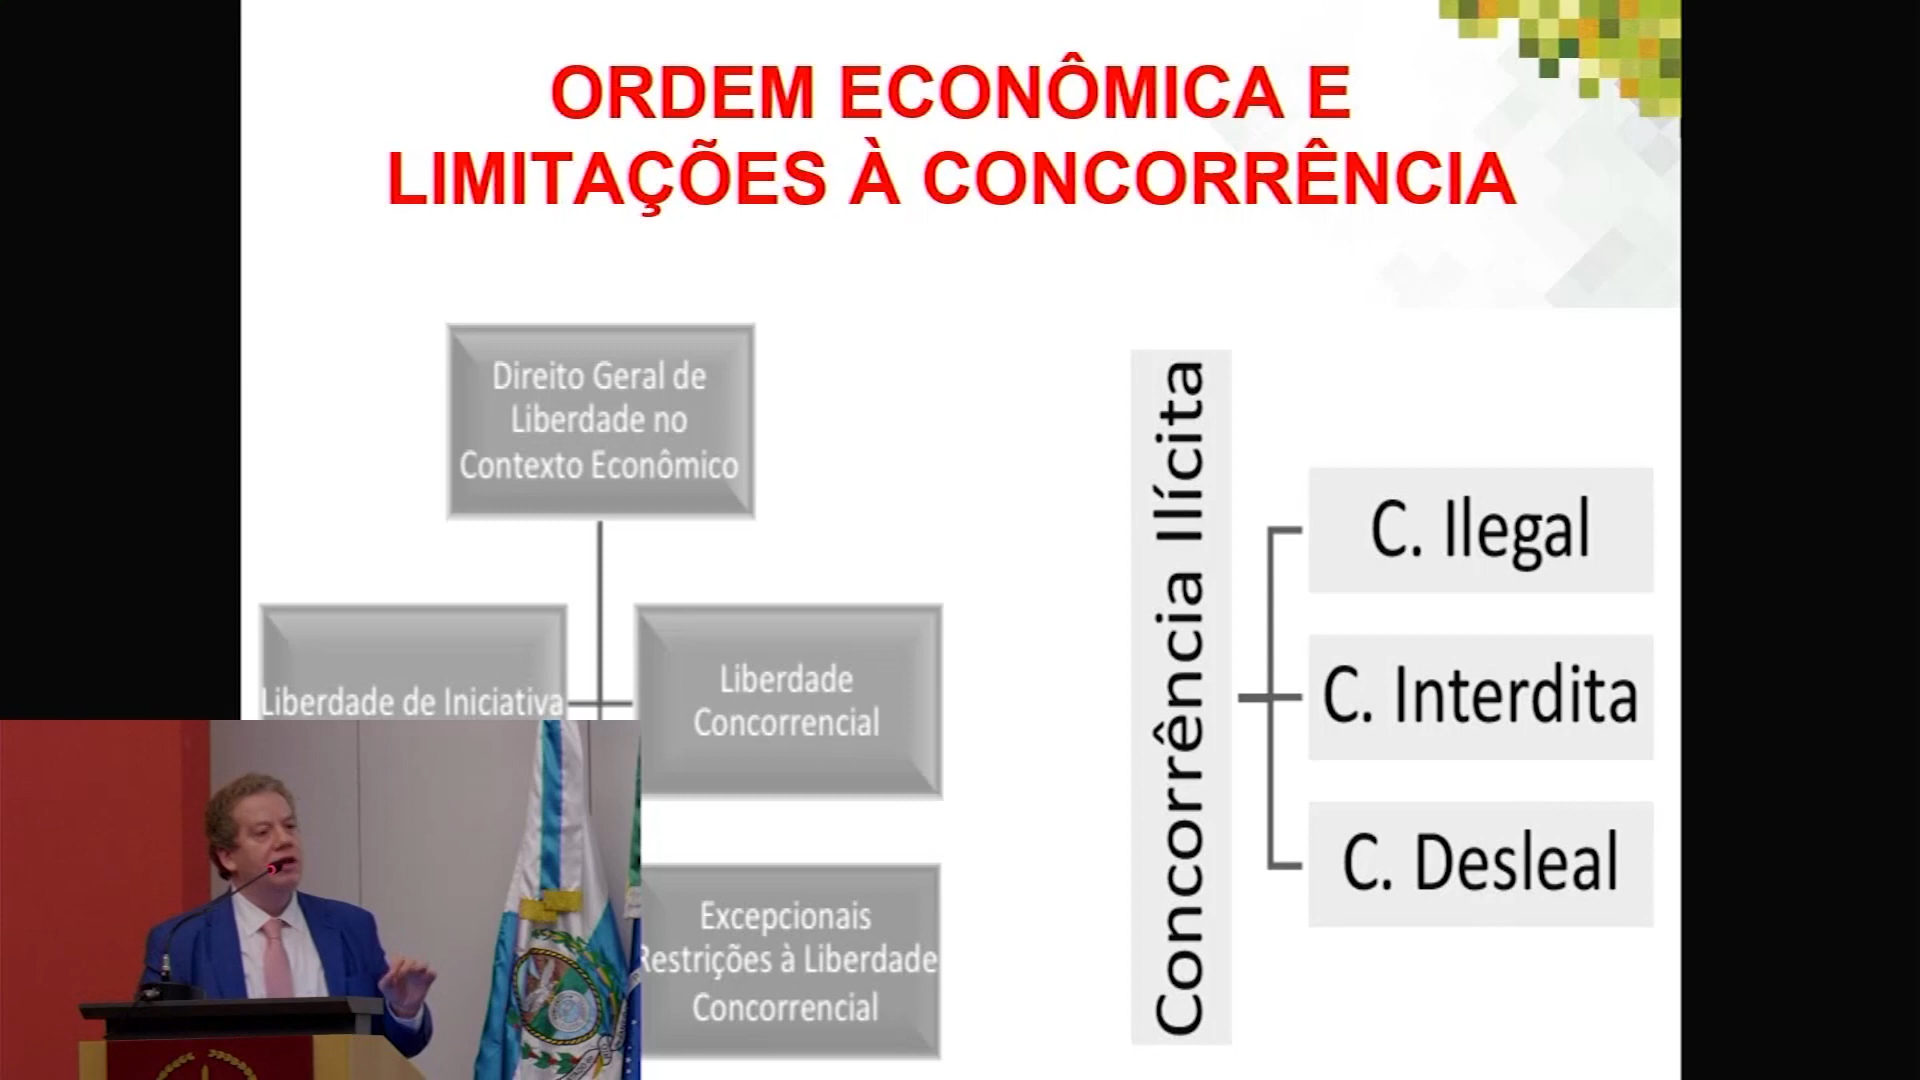 ORDEM ECONÔMICA E
LIMITAÇÕES À CONCORRÊNCIA
Direito Geral de
Liberdade no
Contexto Econômico
Liberdade de Iniciativa
Liberdade
Concorrencial
Excepcionais
Restrições à Liberdade
Concorrencial
Concorrência Ilícita
C. Ilegal
C. Interdita
C. Desleal